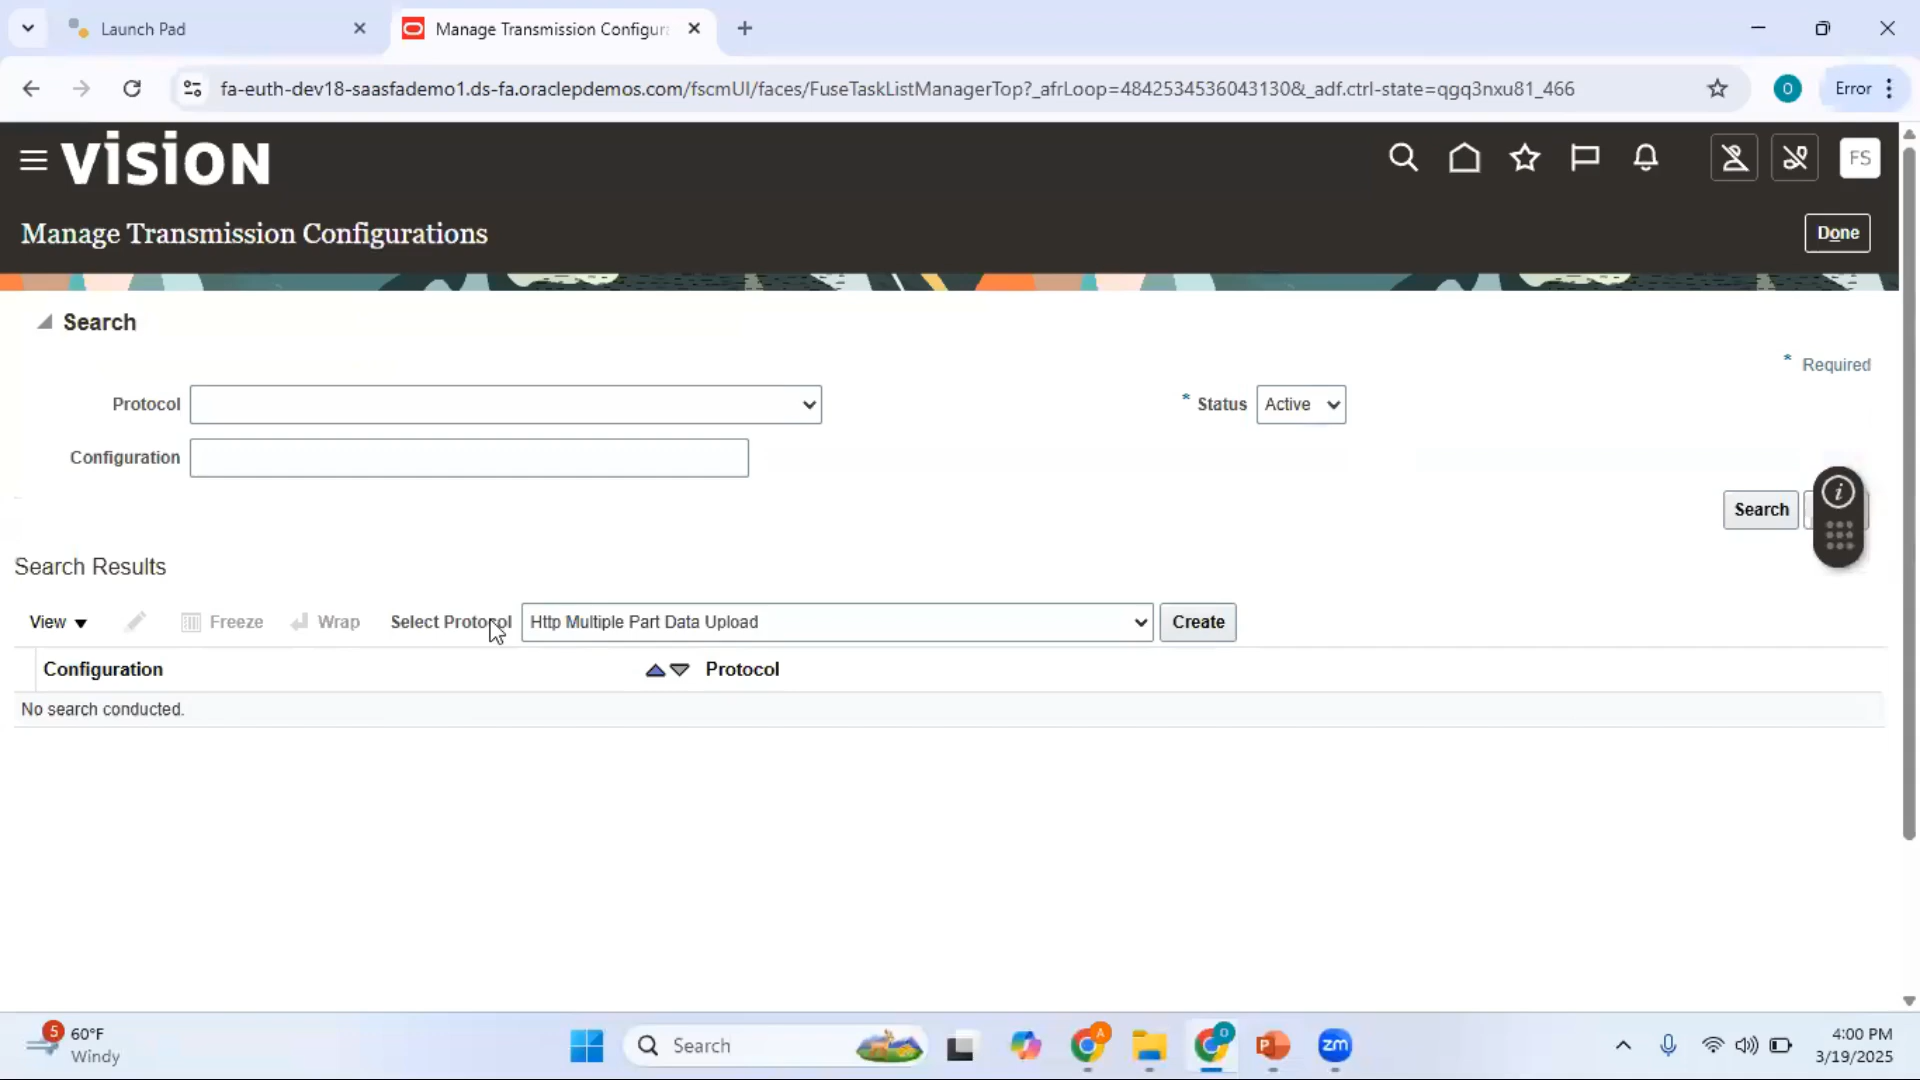 Launch Pad
Manage Transmission Configur
fa-euth-dev18-saasfademo1.ds-fa.oraclepdemos.com/fscmUI/faces/FuseTaskListManagerTop?_afrLoop=4842534536043130&_adf.ctrl-state=qgq3nxu81_466
O
Error
vision
FS
Manage Transmission Configurations
Done
Search
* Required
Protocol
* Status Active
Configuration
Search
i
Search Results
View Freeze Wrap Select Protocol Http Multiple Part Data Upload Create
Configuration Protocol
No search conducted.
5
60°F
Windy
Search
A
O
P
zm
4:00 PM
3/19/2025